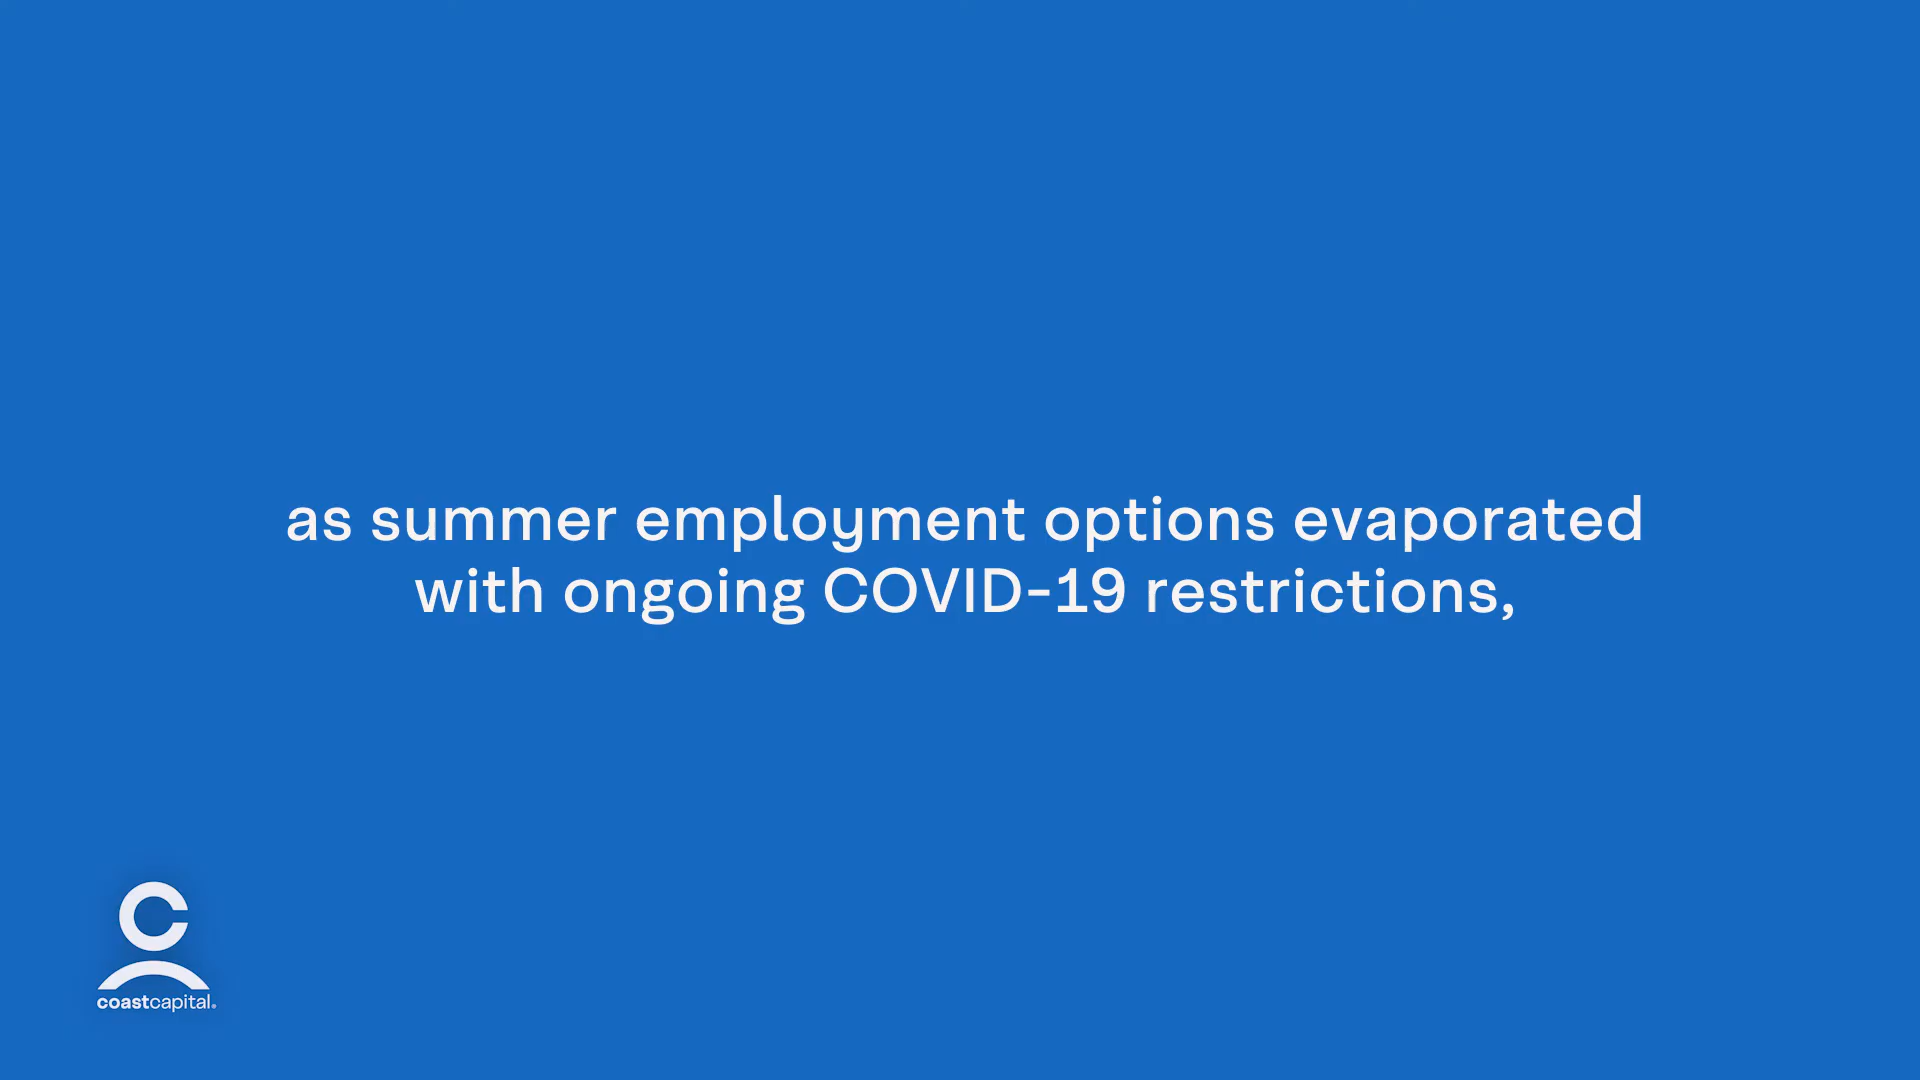 as summer employment options evaporated
with ongoing COVID-19 restrictions,
coastcapital.